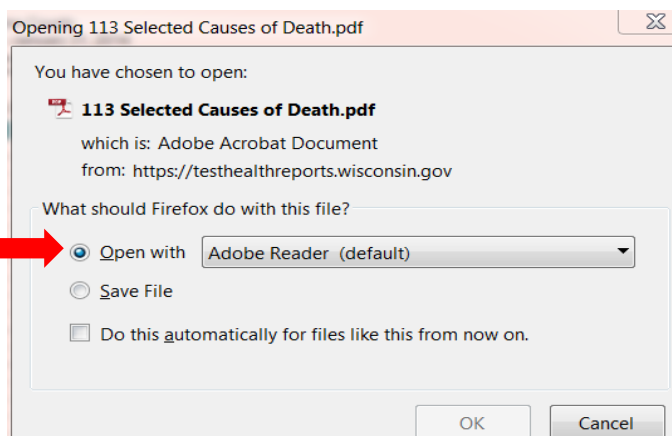 Opening 113 Selected Causes of Death.pdf
You have chosen to open:
113 Selected Causes of Death.pdf
which is: Adobe Acrobat Document
from: https://testhealthreports.wisconsin.gov
What should Firefox do with this file?
Open with Adobe Reader (default)
Save File
Do this automatically for files like this from now on.
OK Cancel